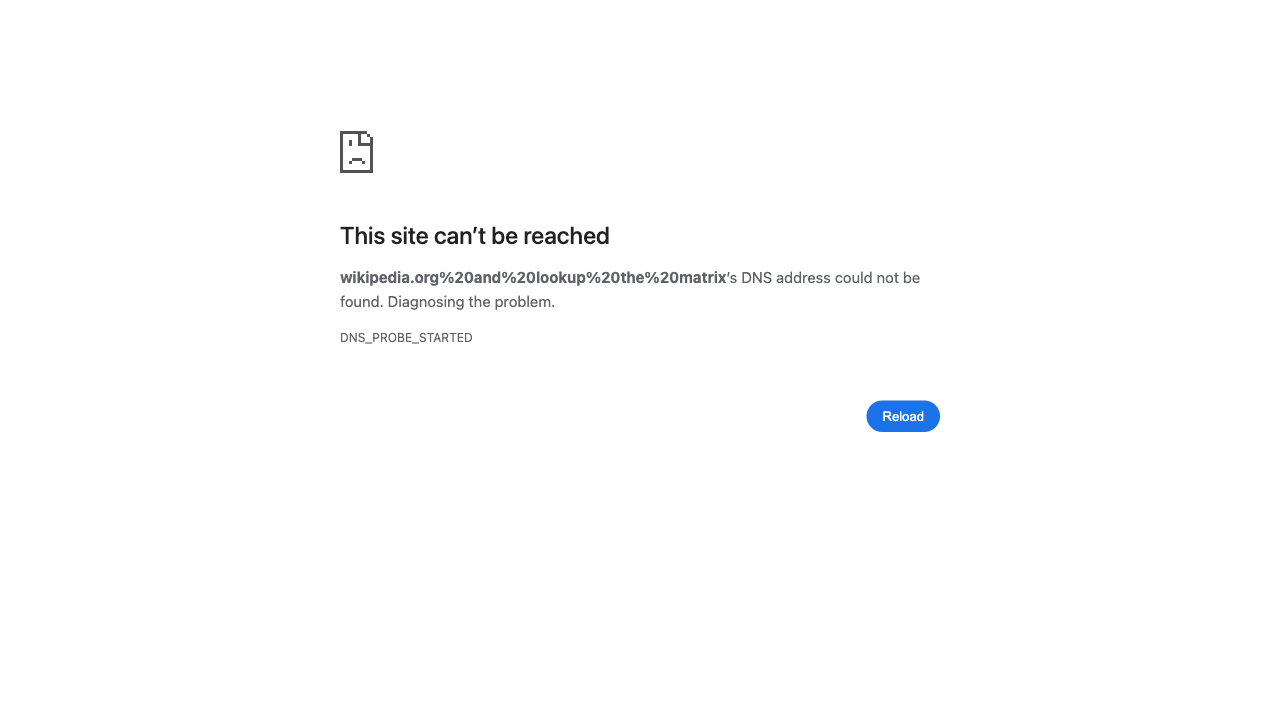 This site can’t be reached
wikipedia.org%20and%20lookup%20the%20matrix’s DNS address could not be
found. Diagnosing the problem.
DNS_PROBE_STARTED
Reload